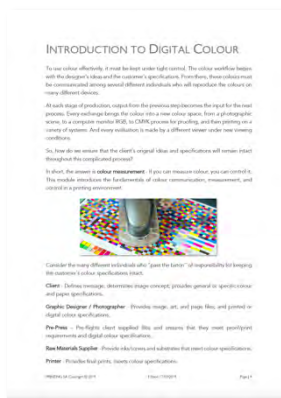 INTRODUCTION TO DIGITAL COLOUR
To use colour effectively, it must be kept under tight control. The colour workflow begins
with the designer's ideas and the customer's specifications. From there, these colours must
be communicated among several different individuals who will reproduce the colours on
many different devices.
At each stage of production, output from the previous step becomes the input for the next
process. Every exchange brings the colour into a new colour space, from a photographic
scene, to a computer monitor RGB, to CMYK process for proofing, and then printing on a
variety of systems. And every evaluation is made by a different viewer under new viewing
conditions.
So, how do we ensure that the client's original ideas and specifications will remain intact
throughout this complicated process?
In short, the answer is colour measurement. If you can measure colour, you can control it.
This module introduces the fundamentals of colour communication, measurement, and
control in a printing environment.
Consider the many different individuals who "pass the baton" of responsibility for keeping
the customer's colour specifications intact.
Client - Defines message, determines image concept, provides general or specific colour
and paper specifications.
Graphic Designer / Photographer - Provides image, art, and page files, and printed or
digital colour specifications.
Pre-Press - Pre-flights client supplied files and ensures that they meet proof/print
requirements and digital colour specifications.
Raw Materials Supplier - Provide inks/toners and substrates that meet colour specifications.
Printer - Provides final prints, meets colour specifications.
Page